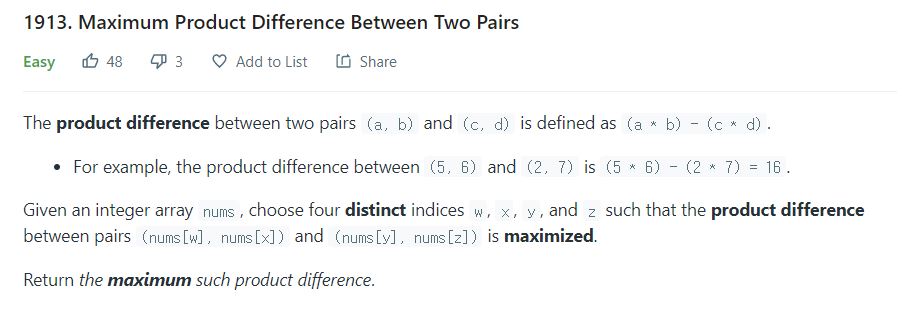 1913. Maximum Product Difference Between Two Pairs
Easy 48 3 Add to List Share
The product difference between two pairs (a, b) and (c, d) is defined as (a * b) - (c * d).
• For example, the product difference between (5, 6) and (2, 7) is (5 * 6) - (2 * 7) = 16.
Given an integer array nums, choose four distinct indices w, x, y, and z such that the product difference
between pairs (nums[w], nums[x]) and (nums[y], nums[z]) is maximized.
Return the maximum such product difference.